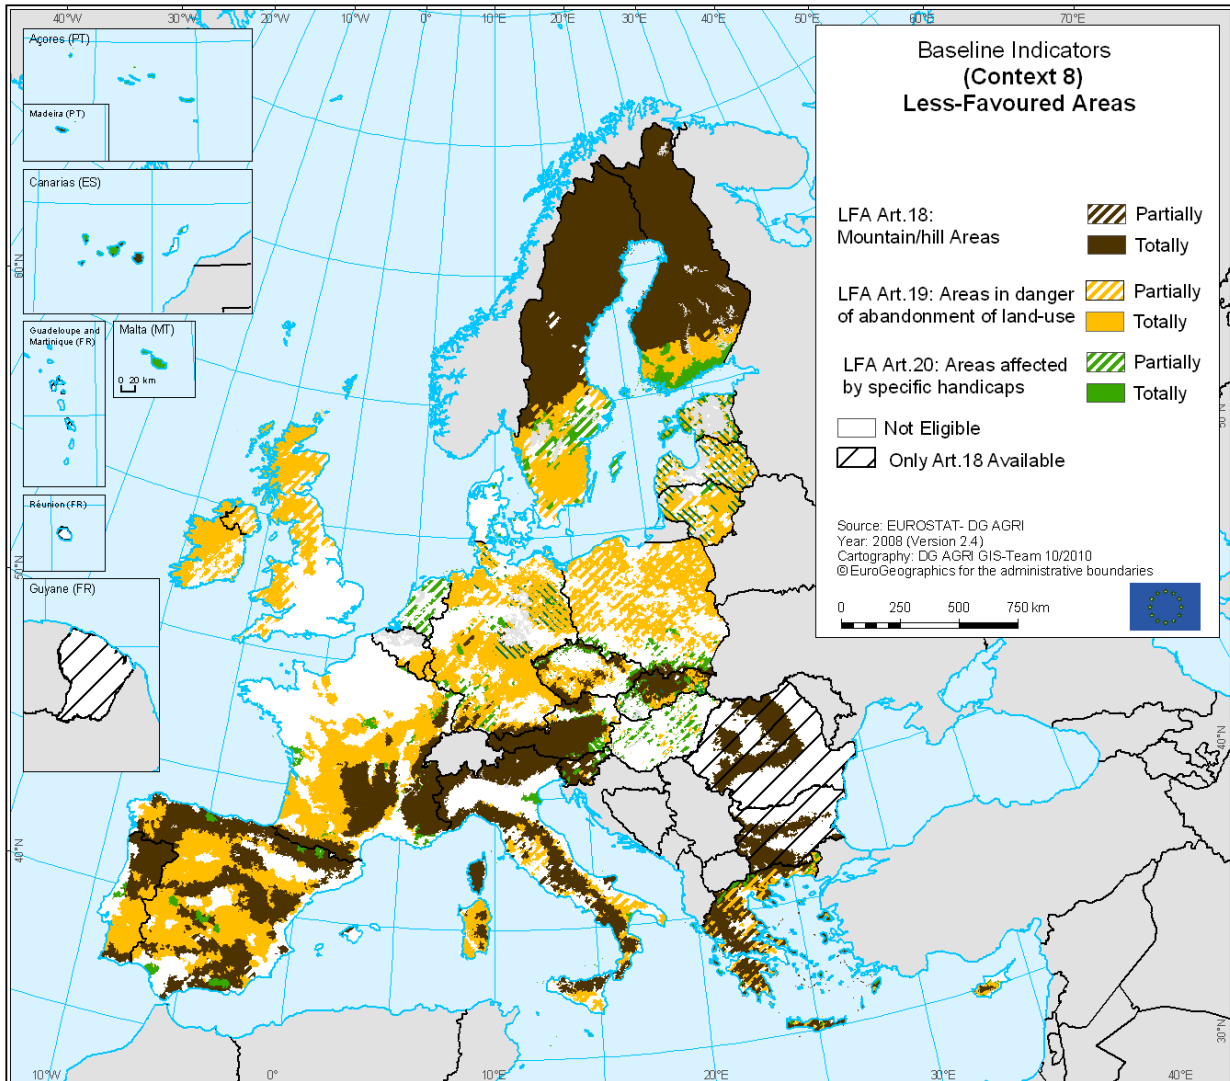 40°W
30°W
20°W
10°W
0°
10°E
20°E
30°E
40°E
50°E
60°E
70°E
Açores (PT)
Madeira (PT)
Canarias (ES)
Guadeloupe and
Martinique (FR)
Malta (MT)
0 20 km
Réunion (FR)
Guyane (FR)
Baseline Indicators
(Context 8)
Less-Favoured Areas
LFA Art.18:
Mountain/hill Areas
Partially
Totally
LFA Art.19: Areas in danger
of abandonment of land-use
Partially
Totally
LFA Art.20: Areas affected
by specific handicaps
Partially
Totally
Not Eligible
Only Art.18 Available
Source: EUROSTAT- DG AGRI
Year: 2008 (Version 2.4)
Cartography: DG AGRI GIS-Team 10/2010
© EuroGeographics for the administrative boundaries
0 250 500 750 km
60°N
50°N
40°N
40°N
30°N
10°W
0°
10°E
20°E
30°E
40°E